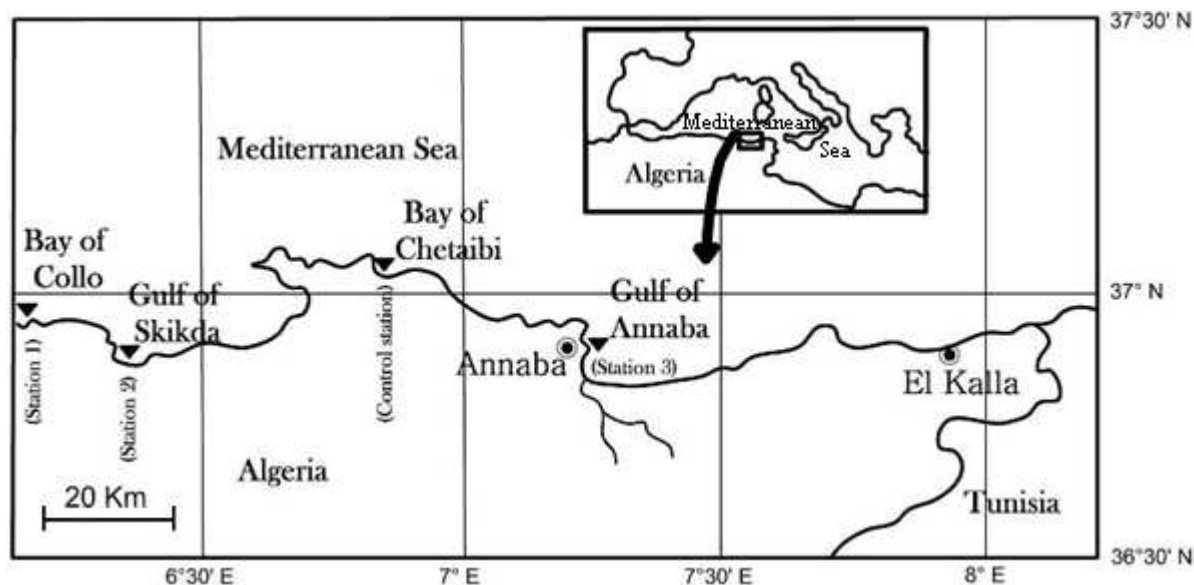 37°30' N
Mediterranean
Sea
Algeria
Mediterranean Sea
Bay of
Chetaibi
Bay of
Collo
Gulf of
Skikda
Gulf of
Annaba
37° N
Annaba
(Station 3)
El Kalla
(Station 1)
(Station 2)
(Control station)
Algeria
20 Km
Tunisia
36°30' N
6°30' E
7° E
7°30' E
8° E